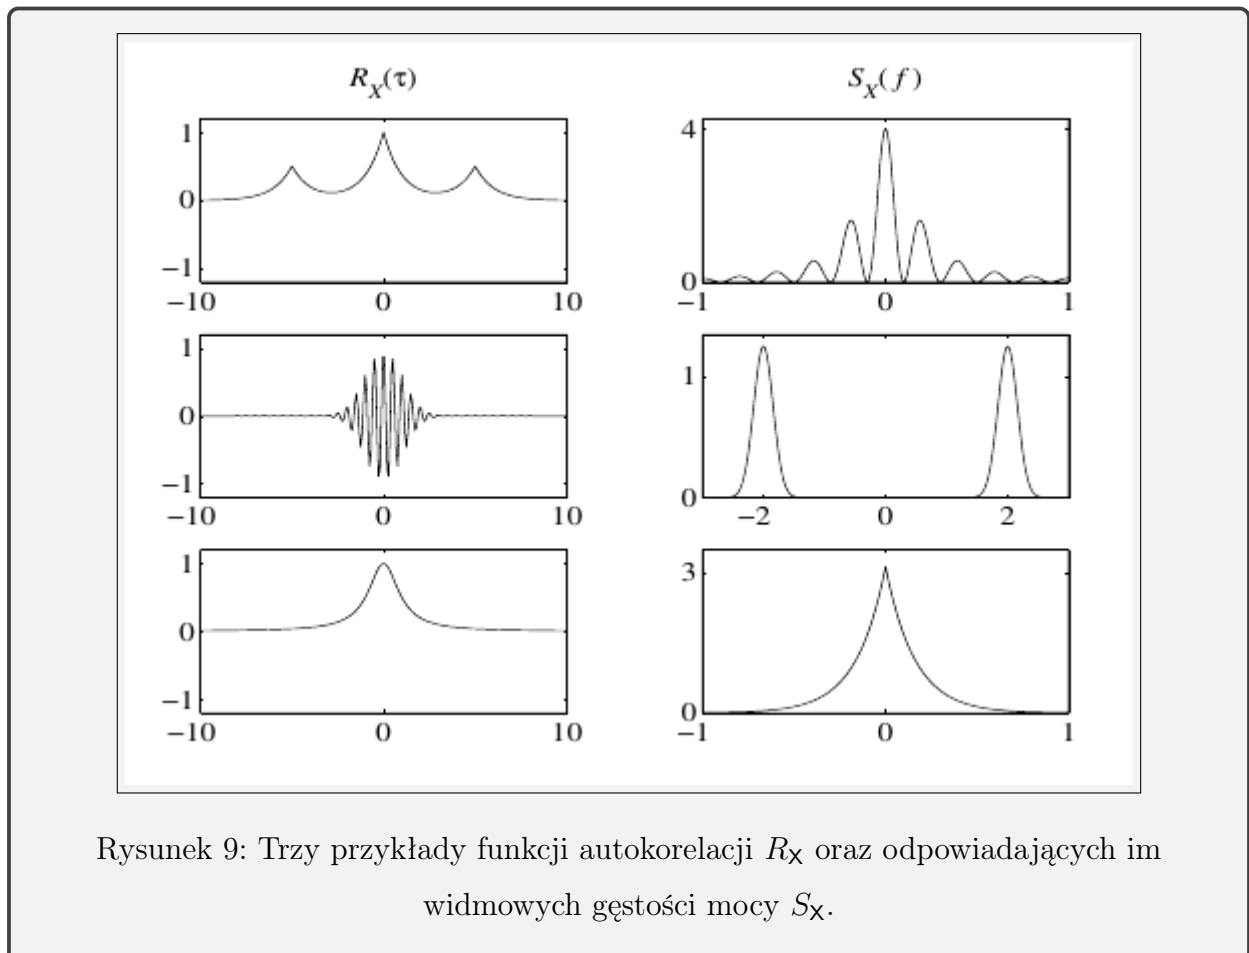 R_X(τ)
S_X(f)
1
0
−1
−10 0 10
4
0
−1 0 1
1
0
−1
−10 0 10
1
0
−2 0 2
1
0
−1
−10 0 10
3
0
−1 0 1
Rysunek 9: Trzy przykłady funkcji autokorelacji R_X oraz odpowiadających im
widmowych gęstości mocy S_X.